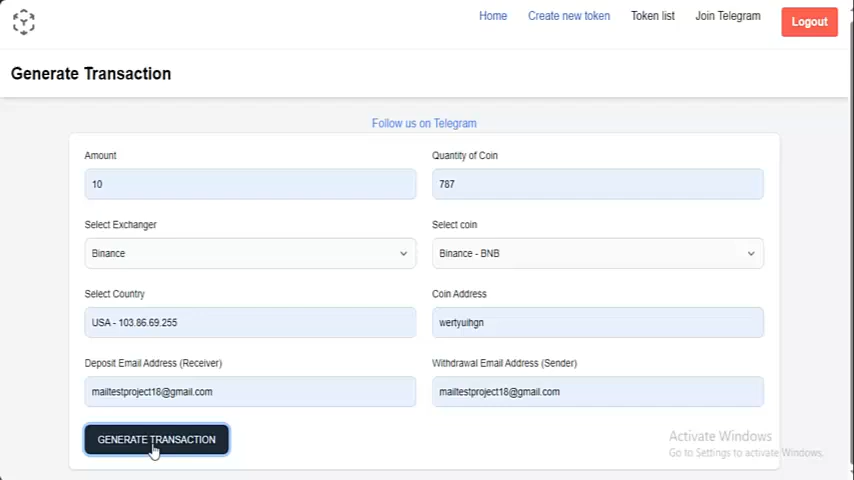 Home Create new token Token list Join Telegram Logout
Generate Transaction
Follow us on Telegram
Amount Quantity of Coin
10 787
Select Exchanger Select coin
Binance Binance - BNB
Select Country Coin Address
USA - 103.86.69.255 wertyuihgn
Deposit Email Address (Receiver) Withdrawal Email Address (Sender)
mailtestproject18@gmail.com mailtestproject18@gmail.com
GENERATE TRANSACTION
Activate Windows
Go to Settings to activate Windows.